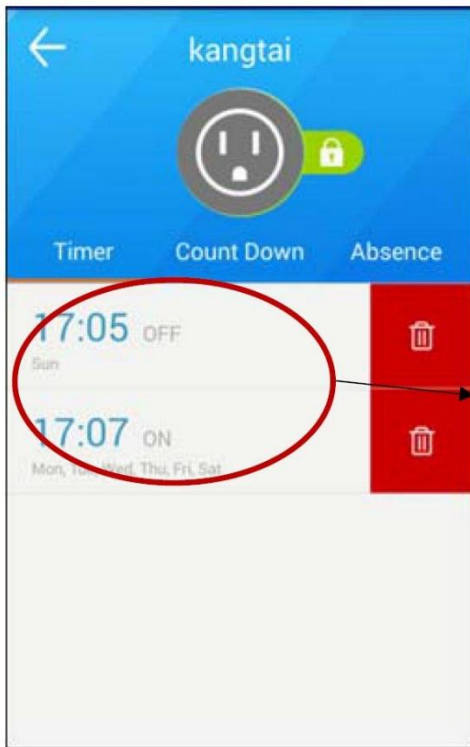 kangtai
Timer Count Down Absence
17:05 OFF
Sun
17:07 ON
Mon, Tue, Wed, Thu, Fri, Sat